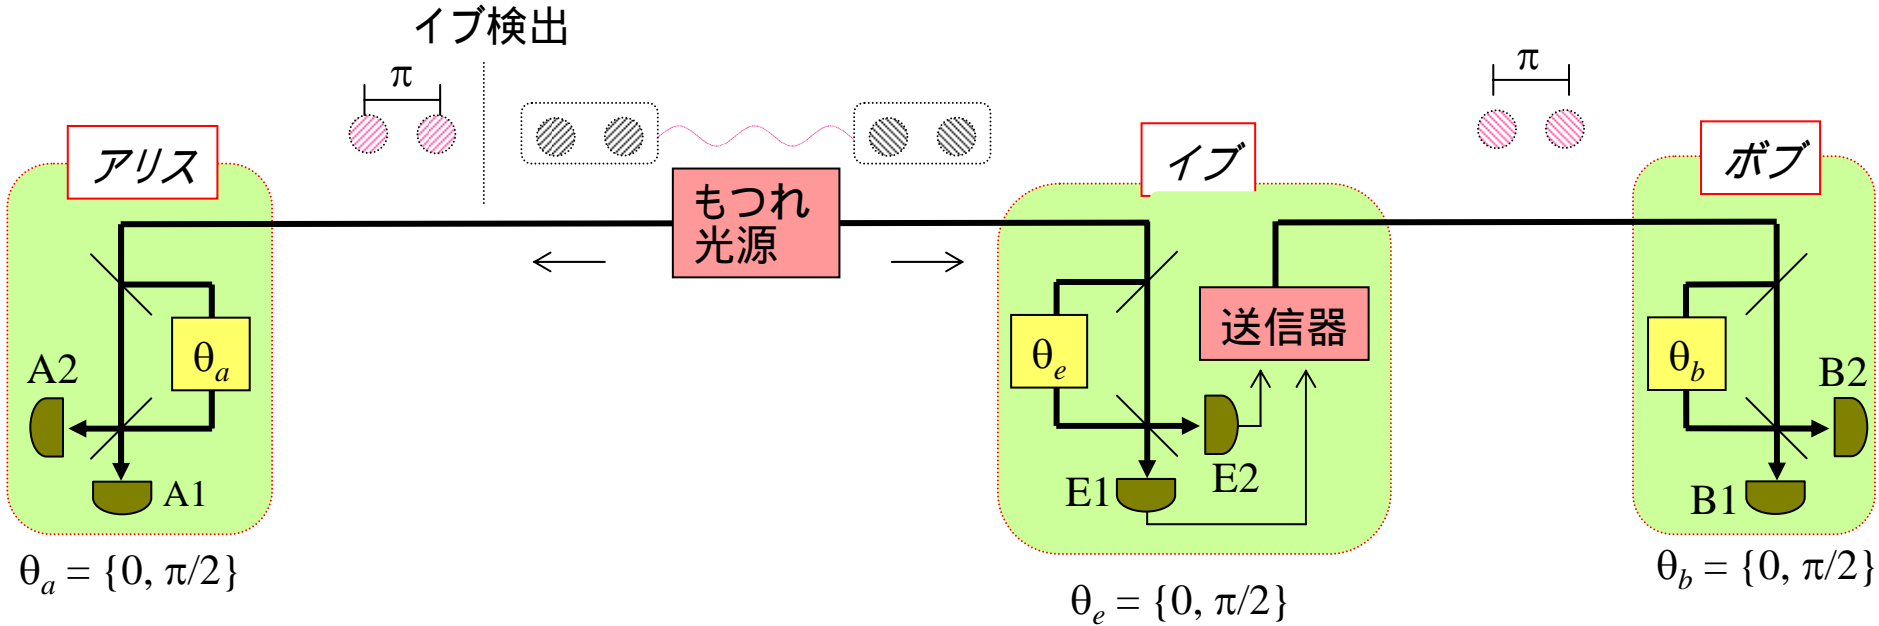 イブ検出
π
π
アリス
イブ
ボブ
もつれ
光源
送信器
θa
θe
θb
A2
A1
E1
E2
B2
B1
θa = {0, π/2}
θe = {0, π/2}
θb = {0, π/2}